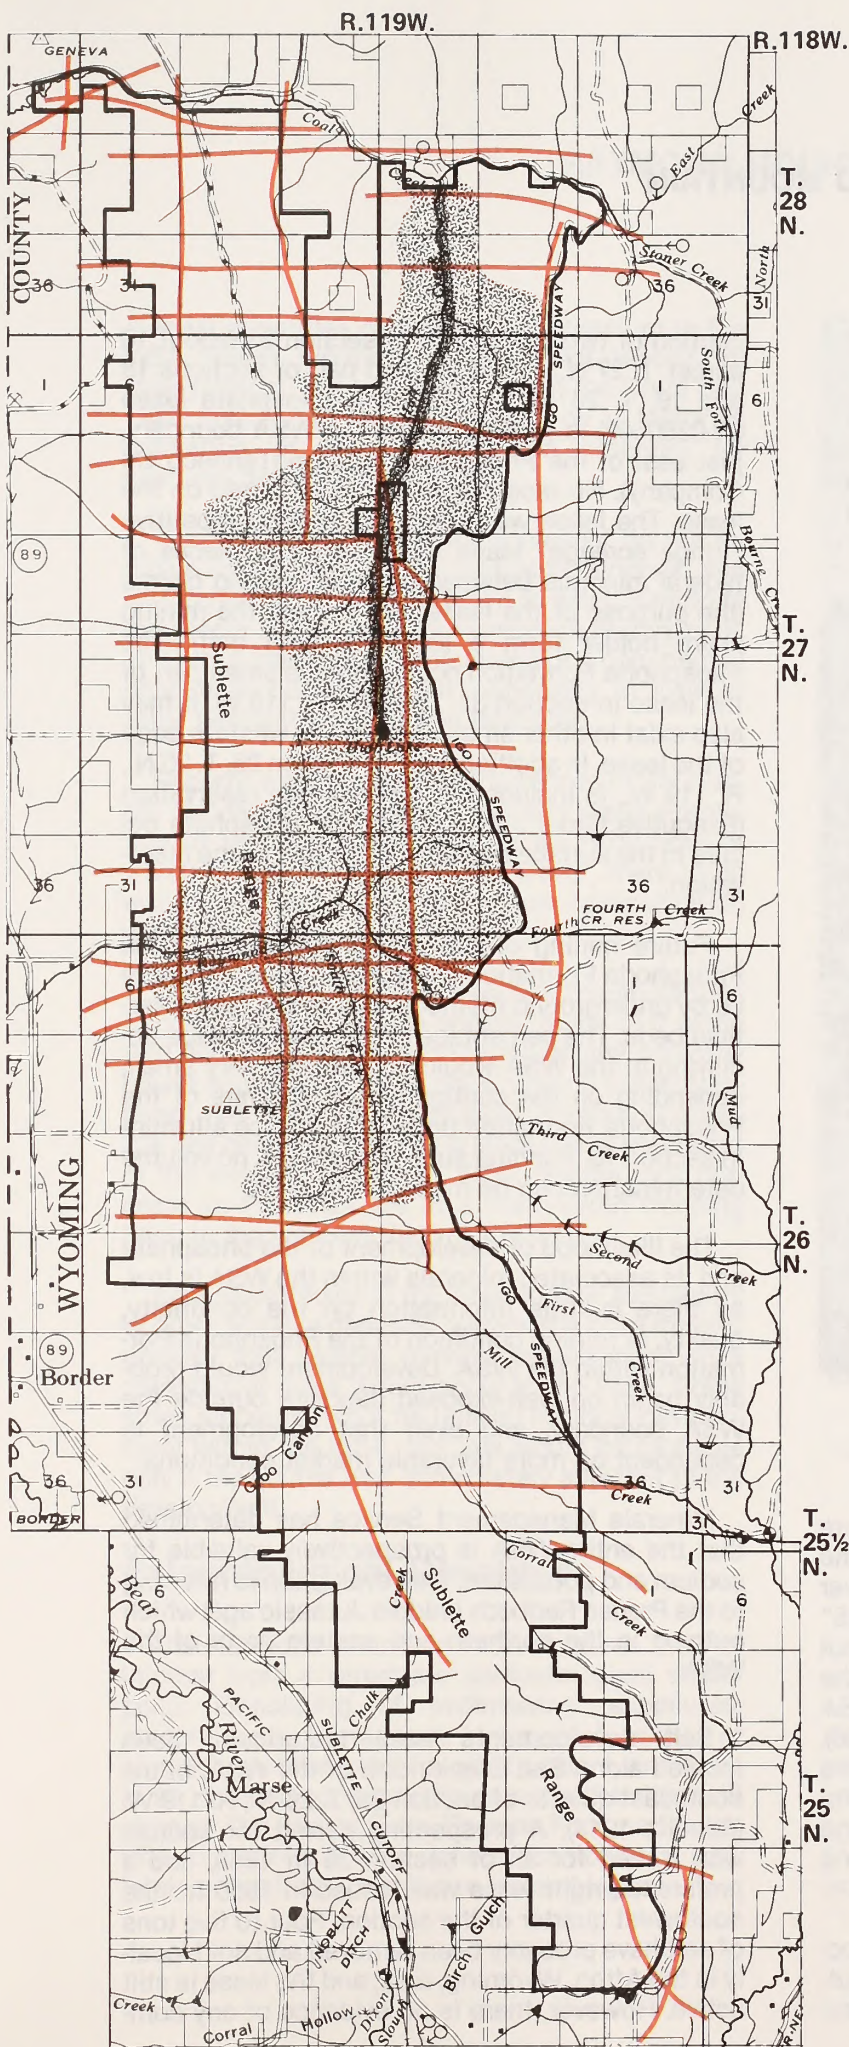 R.119W.
R.118W.
GENEVA
Coal
Creek
East
Creek
T.
28
N.
COUNTY
Stoner Creek
North
36
31
36
31
SPEEDWAY
IGO
South Fork
1
6
1
6
89
Bourne
T.
27
N.
Sublette
IGO
SPEEDWAY
Range
36
31
36
31
Creek
FOURTH
CR. RES.
Fourth
Creek
South
Fork
6
1
6
Mud
SUBLETTE
Third
Creek
WYOMING
T.
26
N.
Second
Creek
IGO
First
Creek
SPEEDWAY
Mill
89
Border
Canyon
36
31
36
31
Creek
BORDER
31
T.
25½
N.
Corral
Creek
Bear
6
1
6
Creek
Sublette
Chalk
PACIFIC
SUBLETTE
CUTOFF
River
Marse
Range
T.
25
N.
NOBLITT
DITCH
Birch
Gulch
Creek
Corral
Hollow
Dixon
Slough